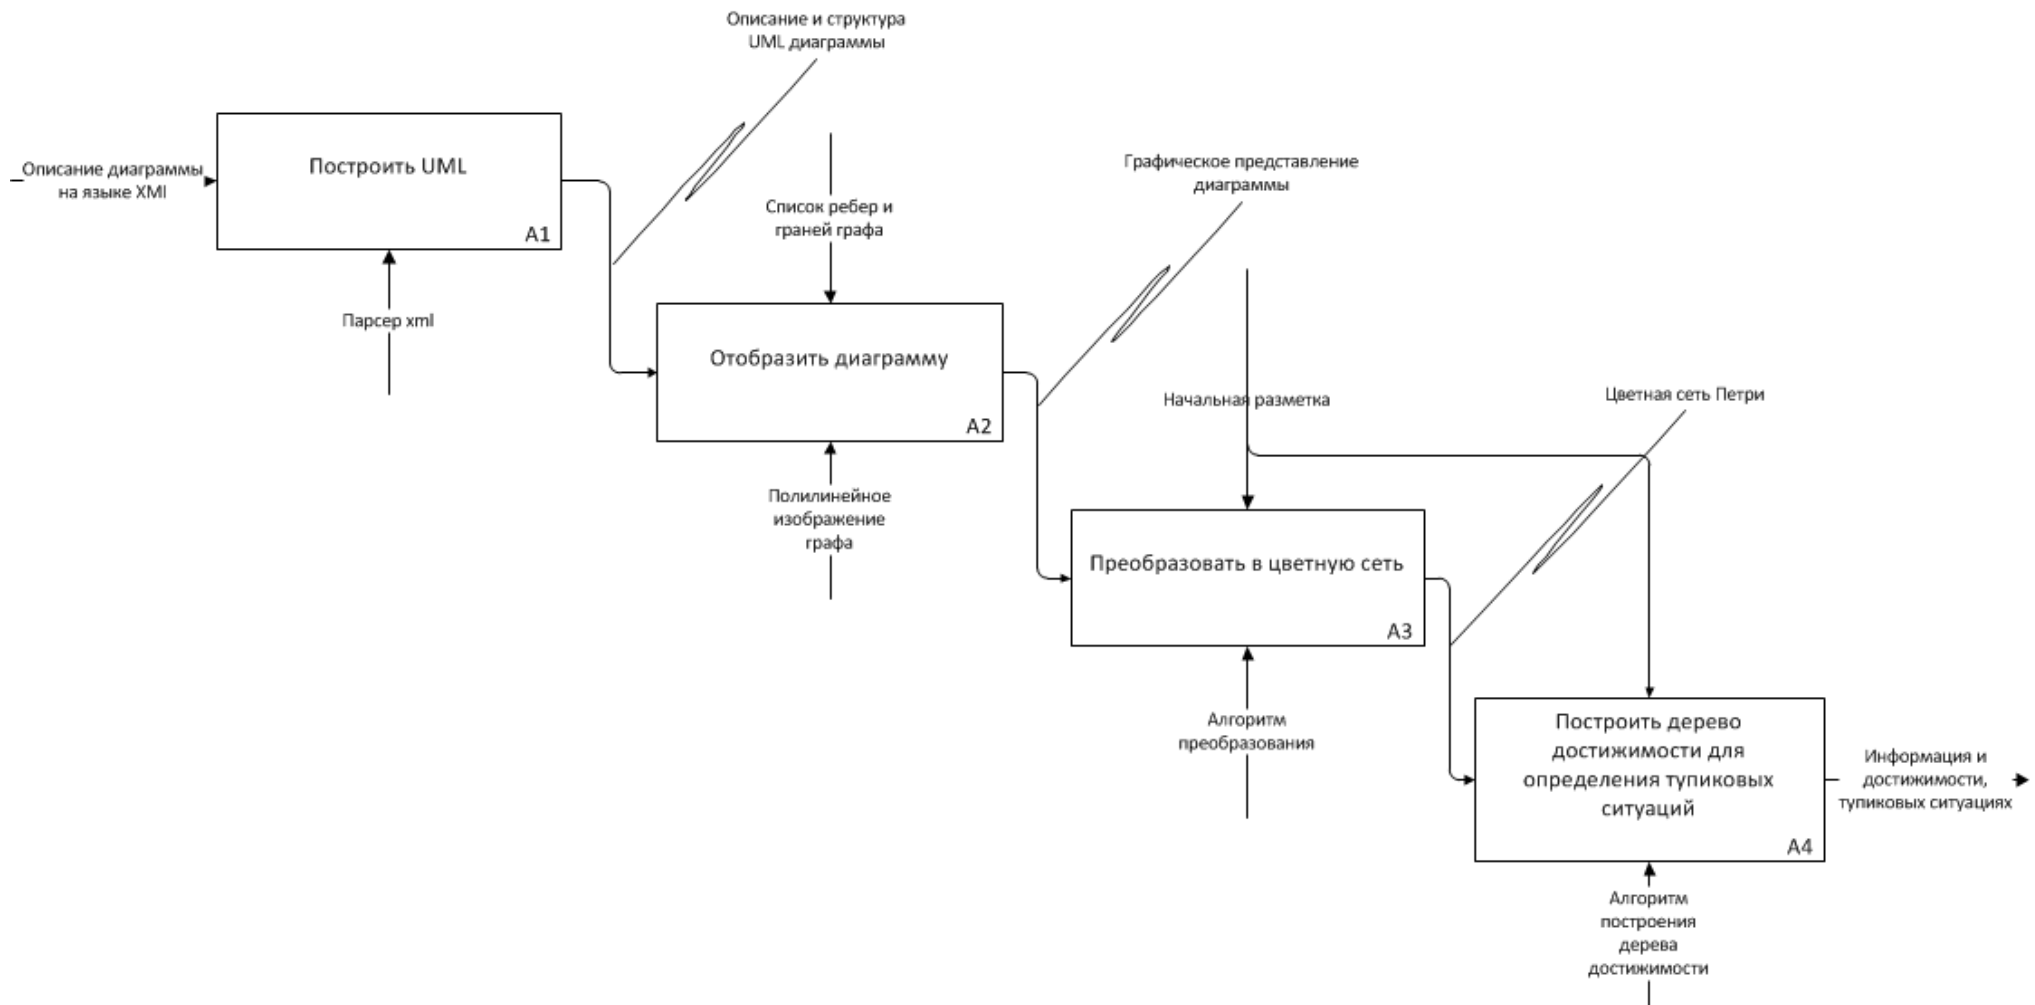 Описание и структура
UML диаграммы
Построить UML
A1
Описание диаграммы
на языке XMI
Парсер xml
Список ребер и
граней графа
Графическое представление
диаграммы
Отобразить диаграмму
A2
Полилинейное
изображение
графа
Начальная разметка
Цветная сеть Петри
Преобразовать в цветную сеть
A3
Алгоритм
преобразования
Построить дерево
достижимости для
определения тупиковых
ситуаций
A4
Информация и
достижимости,
тупиковых ситуациях
Алгоритм
построения
дерева
достижимости